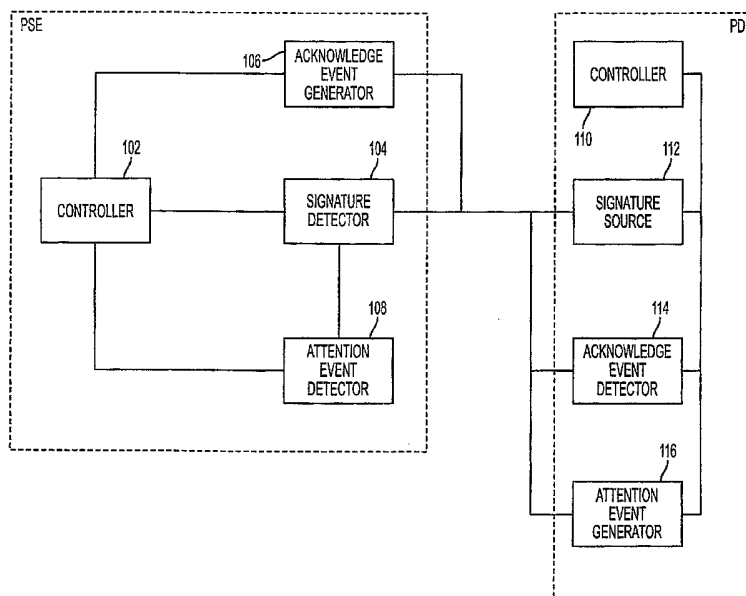 PSE
106
ACKNOWLEDGE
EVENT
GENERATOR
102
CONTROLLER
104
SIGNATURE
DETECTOR
108
ATTENTION
EVENT
DETECTOR
PD
CONTROLLER
110
112
SIGNATURE
SOURCE
114
ACKNOWLEDGE
EVENT
DETECTOR
116
ATTENTION
EVENT
GENERATOR